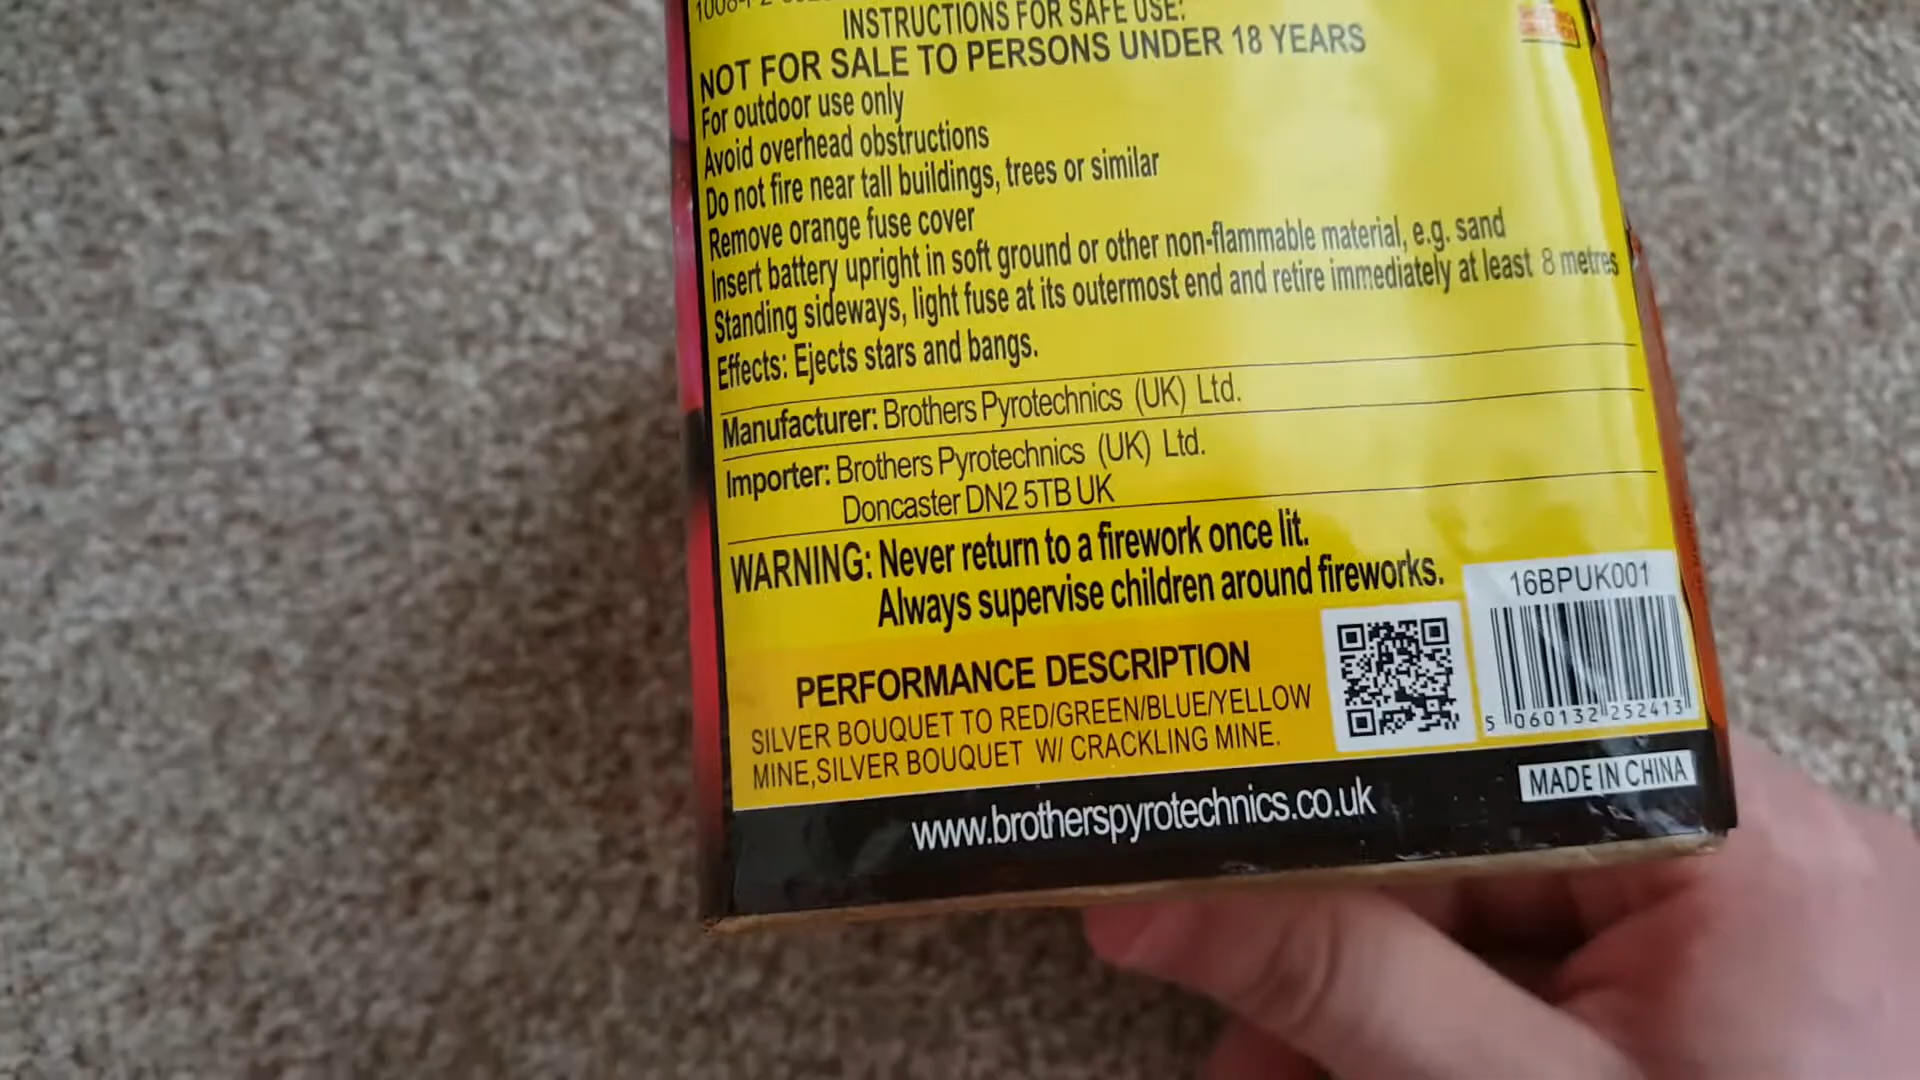 INSTRUCTIONS FOR SAFE USE:
NOT FOR SALE TO PERSONS UNDER 18 YEARS
For outdoor use only
Avoid overhead obstructions
Do not fire near tall buildings, trees or similar
Remove orange fuse cover
Insert battery upright in soft ground or other non-flammable material, e.g. sand
Standing sideways, light fuse at its outermost end and retire immediately at least 8 metres
Effects: Ejects stars and bangs.
Manufacturer: Brothers Pyrotechnics (UK) Ltd.
Importer: Brothers Pyrotechnics (UK) Ltd.
Doncaster DN2 5TB UK
WARNING: Never return to a firework once lit.
Always supervise children around fireworks.
PERFORMANCE DESCRIPTION
SILVER BOUQUET TO RED/GREEN/BLUE/YELLOW
MINE,SILVER BOUQUET W/ CRACKLING MINE.
16BPUK001
5 060132 252413
www.brotherspyrotechnics.co.uk
MADE IN CHINA